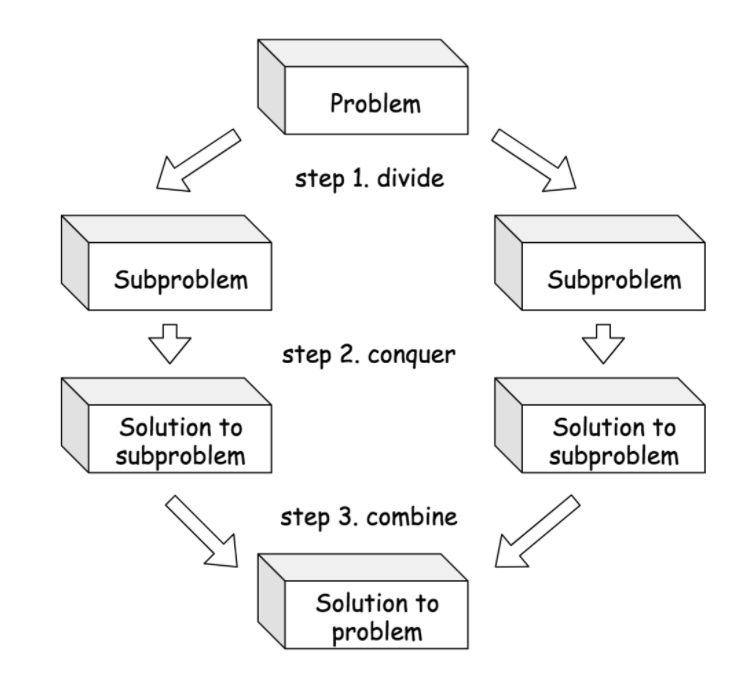 Problem
step 1. divide
Subproblem
Subproblem
step 2. conquer
Solution to
subproblem
Solution to
subproblem
step 3. combine
Solution to
problem